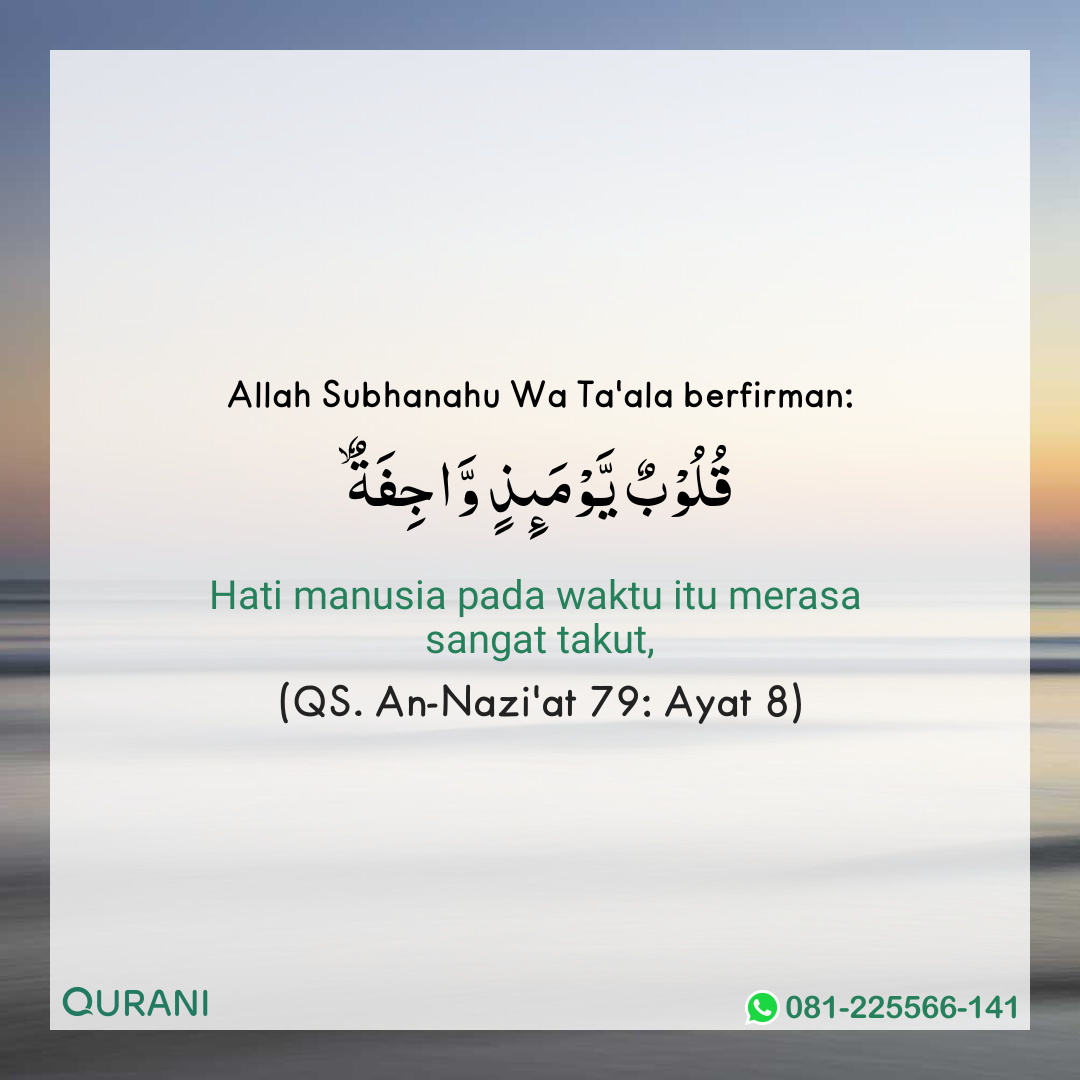 Allah Subhanahu Wa Ta'ala berfirman:
قُلُوْبٌ يَّوْمَىِٕذٍ وَّاجِفَةٌ ۙ
Hati manusia pada waktu itu merasa
sangat takut,
(QS. An-Nazi'at 79: Ayat 8)
QURANI
081-225566-141